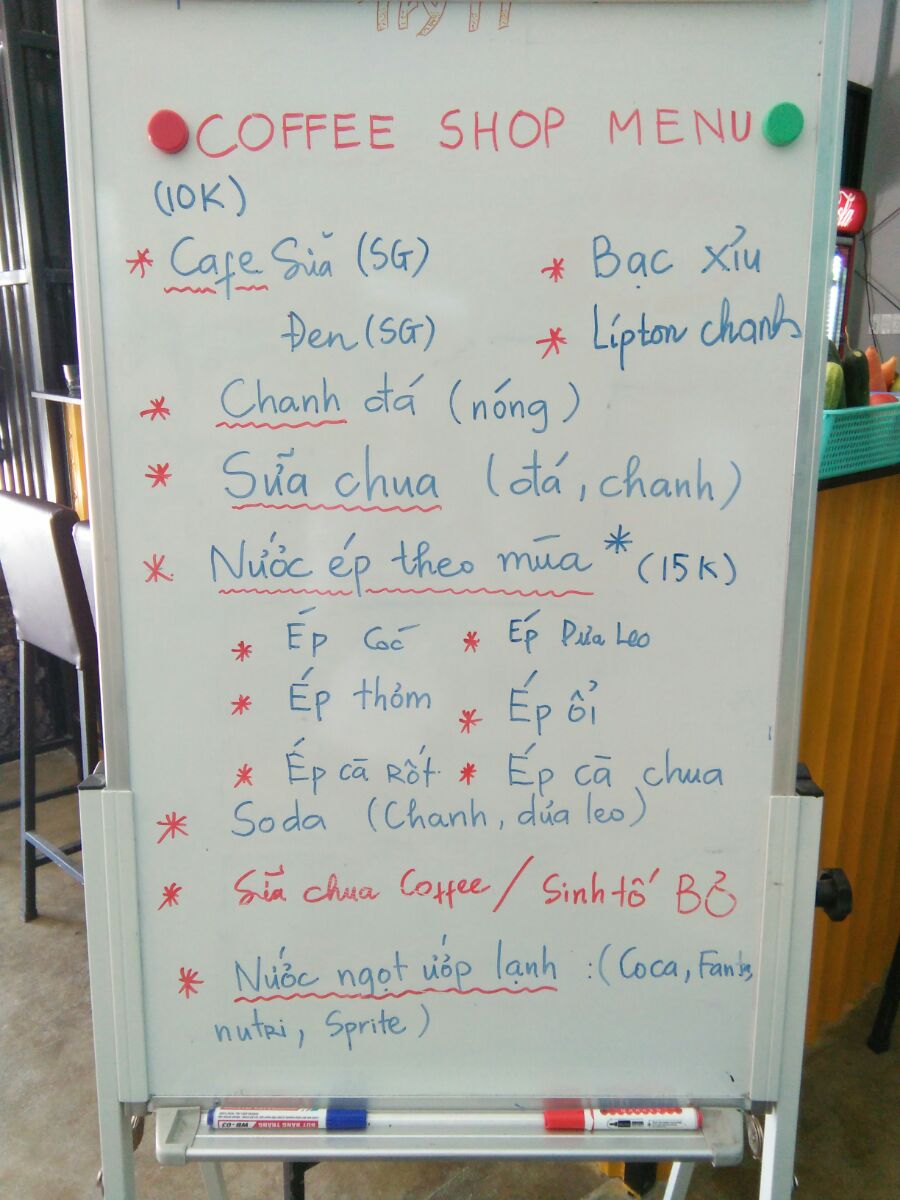 TRY IT
COFFEE SHOP MENU
(10K)
* Cafe Sữa (SG)
Đen (SG)
* Bạc Xỉu
* Lipton chanh
* Chanh đá (nóng)
* Sữa chua (đá, chanh)
* Nước ép theo mùa * (15K)
* Ép Cóc * Ép Dưa Leo
* Ép thơm * Ép ổi
* Ép cà Rốt * Ép cà chua
* Soda (Chanh, dưa leo)
* Sữa chua Coffee / Sinh tố BƠ
* Nước ngọt ướp lạnh : (Coca, Fanta,
nutri, Sprite)
WB-03 BÚT BẢNG TRẮNG